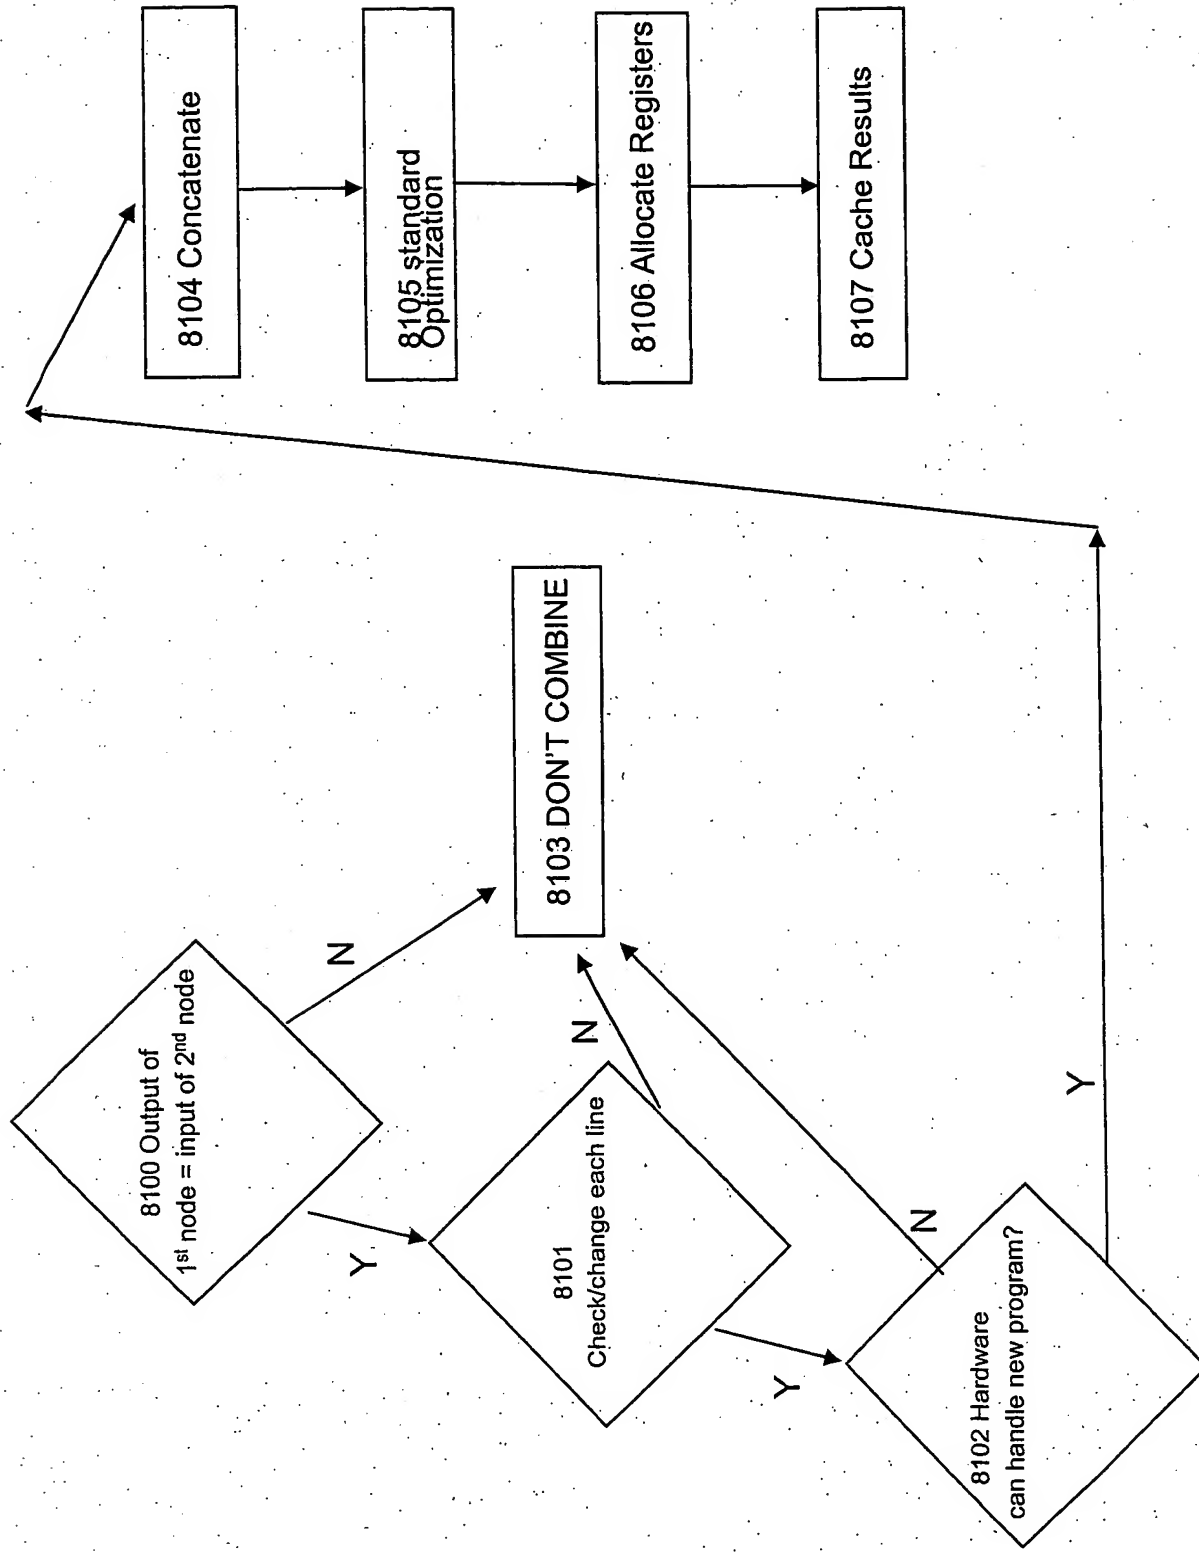 8100 Output of
1st node = input of 2nd node
N
Y
8101
Check/change each line
N
Y
8102 Hardware
can handle new program?
N
Y
8103 DON'T COMBINE
8104 Concatenate
8105 standard
Optimization
8106 Allocate Registers
8107 Cache Results